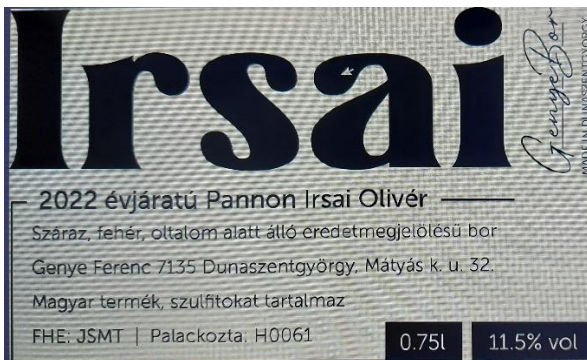 Irsai
GenyeBor
2022 évjáratú Pannon Irsai Olivér
Száraz, fehér, oltalom alatt álló eredetmegjelölésű bor
Genye Ferenc 7135 Dunaszentgyörgy, Mátyás k. u. 32.
Magyar termék, szulfitokat tartalmaz
FHE: JSMT | Palackozta. H0061
0.75l
11.5% vol